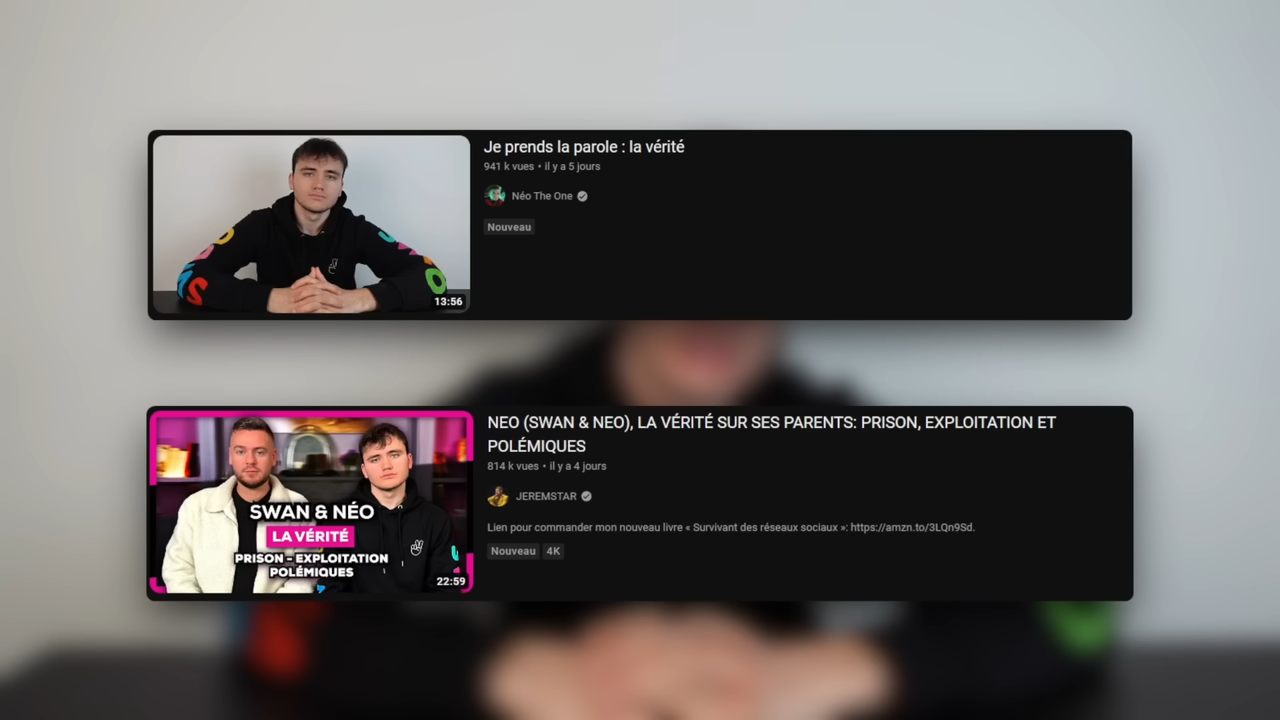 Je prends la parole : la vérité
941 k vues • il y a 5 jours
Néo The One
Nouveau
13:56
NEO (SWAN & NEO), LA VÉRITÉ SUR SES PARENTS: PRISON, EXPLOITATION ET
POLÉMIQUES
814 k vues • il y a 4 jours
JEREMSTAR
SWAN & NÉO
LA VÉRITÉ
PRISON - EXPLOITATION
POLÉMIQUES
22:59
Lien pour commander mon nouveau livre « Survivant des réseaux sociaux »: https://amzn.to/3LQn9Sd.
Nouveau 4K